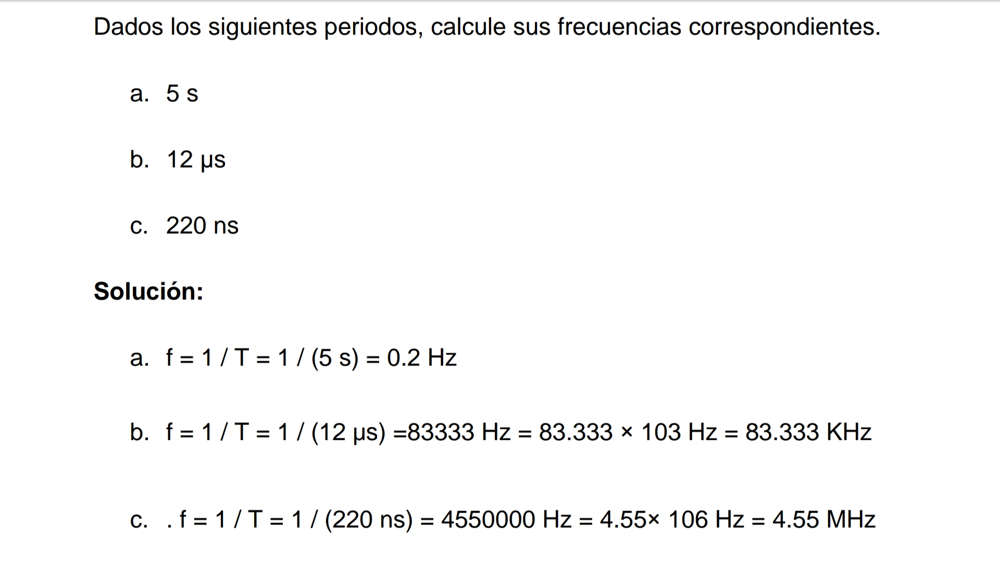 Dados los siguientes periodos, calcule sus frecuencias correspondientes.
a. 5 s
b. 12 μs
c. 220 ns
Solución:
a. f = 1 / T = 1 / (5 s) = 0.2 Hz
b. f = 1 / T = 1 / (12 μs) =83333 Hz = 83.333 × 103 Hz = 83.333 KHz
c. . f = 1 / T = 1 / (220 ns) = 4550000 Hz = 4.55× 106 Hz = 4.55 MHz